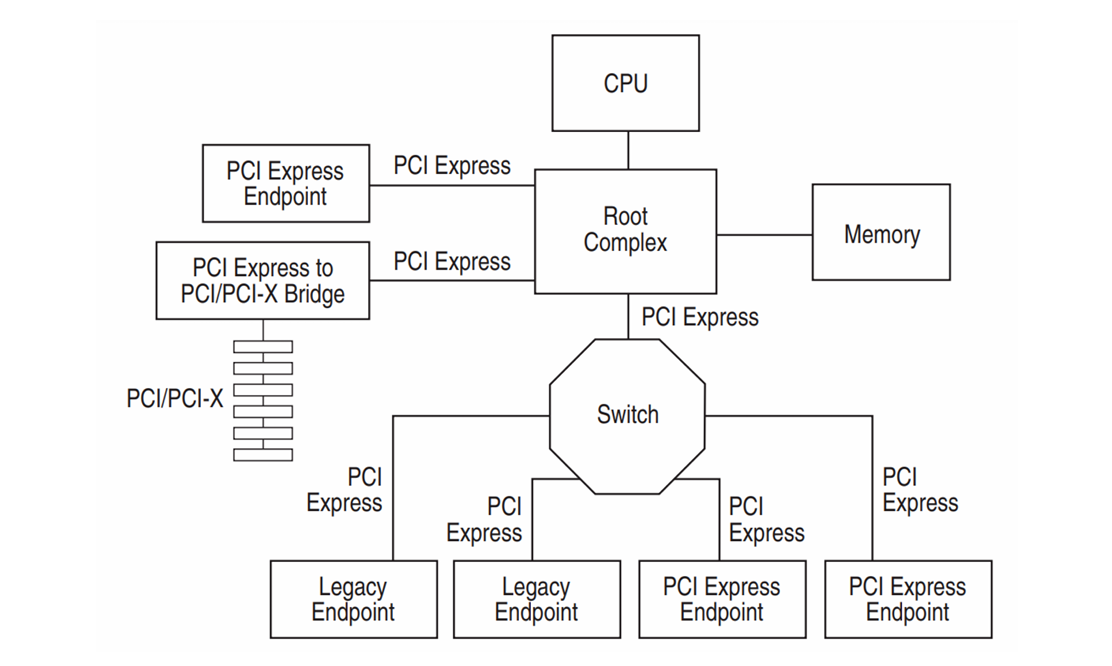 CPU
PCI Express
Endpoint
PCI Express
Root
Complex
Memory
PCI Express to
PCI/PCI-X Bridge
PCI Express
PCI Express
PCI/PCI-X
Switch
PCI
Express
PCI
Express
PCI
Express
PCI
Express
Legacy
Endpoint
Legacy
Endpoint
PCI Express
Endpoint
PCI Express
Endpoint